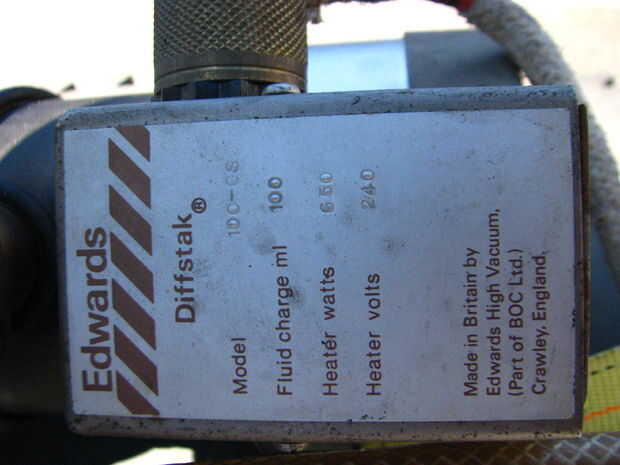 Edwards
Diffstak®
Model 100-CS
Fluid charge ml 100
Heater watts 650
Heater volts 240
Made in Britain by
Edwards High Vacuum,
(Part of BOC Ltd.)
Crawley, England,